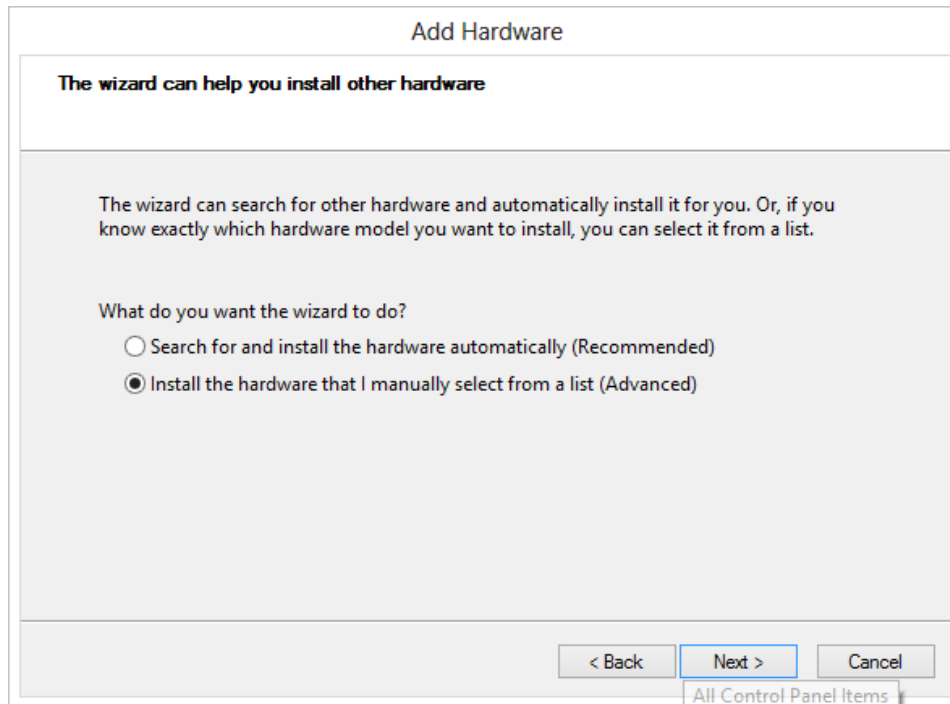 Add Hardware
The wizard can help you install other hardware
The wizard can search for other hardware and automatically install it for you. Or, if you
know exactly which hardware model you want to install, you can select it from a list.
What do you want the wizard to do?
Search for and install the hardware automatically (Recommended)
Install the hardware that I manually select from a list (Advanced)
< Back Next > Cancel
All Control Panel Items